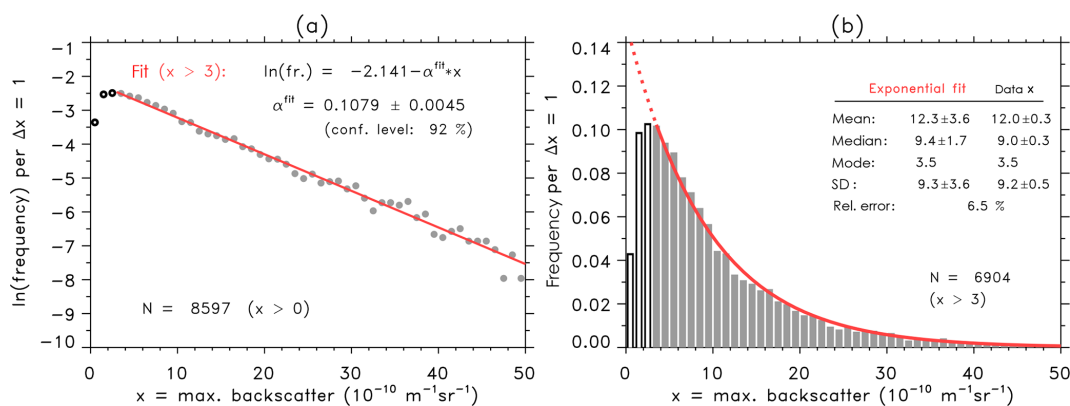 (a)
ln(frequency) per Δx = 1
-1
-2
-3
-4
-5
-6
-7
-8
-10
Fit (x > 3): ln(fr.) = -2.141-α^fit*x
α^fit = 0.1079 ± 0.0045
(conf. level: 92 %)
N = 8597 (x > 0)
0 10 20 30 40 50
x = max. backscatter (10^-10 m^-1sr^-1)
(b)
Frequency per Δx = 1
0.14
0.12
0.10
0.08
0.06
0.04
0.02
0.00
Exponential fit Data x
Mean: 12.3±3.6 12.0±0.3
Median: 9.4±1.7 9.0±0.3
Mode: 3.5 3.5
SD: 9.3±3.6 9.2±0.5
Rel. error: 6.5 %
N = 6904
(x > 3)
0 10 20 30 40 50
x = max. backscatter (10^-10 m^-1sr^-1)